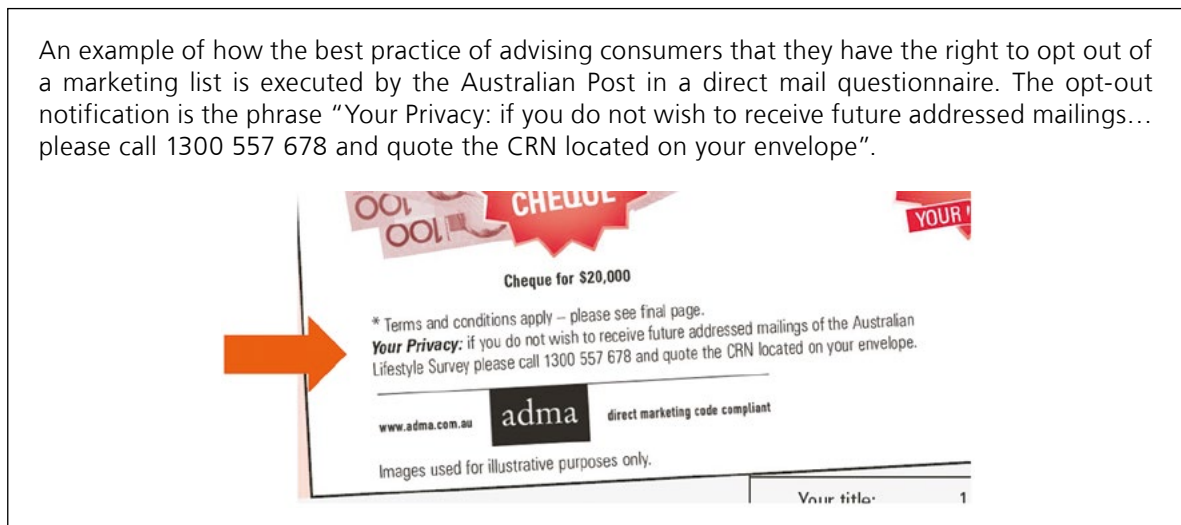 An example of how the best practice of advising consumers that they have the right to opt out of
a marketing list is executed by the Australian Post in a direct mail questionnaire. The opt-out
notification is the phrase “Your Privacy: if you do not wish to receive future addressed mailings…
please call 1300 557 678 and quote the CRN located on your envelope”.
100
100
CHEQUE
YOUR
Cheque for $20,000
* Terms and conditions apply – please see final page.
Your Privacy: if you do not wish to receive future addressed mailings of the Australian
Lifestyle Survey please call 1300 557 678 and quote the CRN located on your envelope.
www.adma.com.au adma direct marketing code compliant
Images used for illustrative purposes only.
Your title: 1